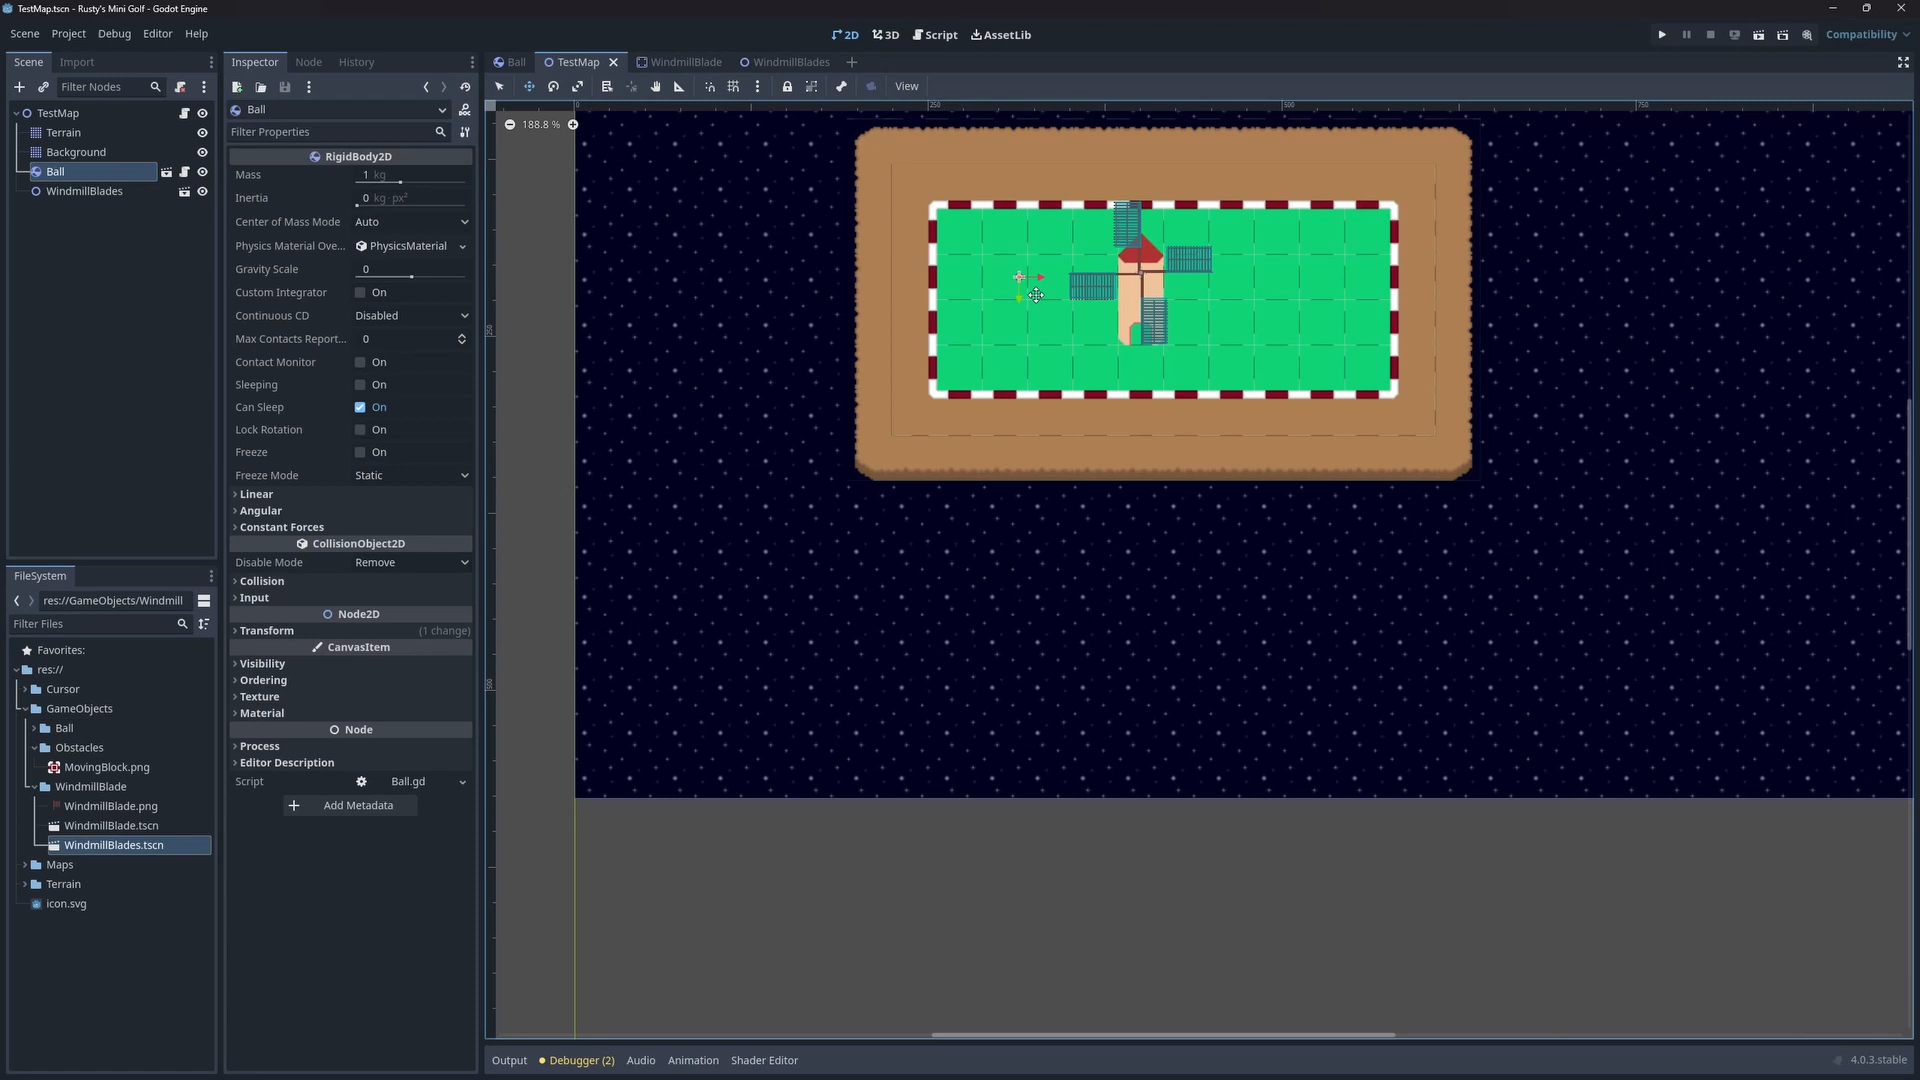 TestMap.tscn - Rusty's Mini Golf - Godot Engine
Scene Project Debug Editor Help
2D 3D Script AssetLib
Compatibility
Scene Import
Filter Nodes
TestMap
Terrain
Background
Ball
WindmillBlades
FileSystem
res://GameObjects/Windmill
Filter Files
Favorites:
res://
Cursor
GameObjects
Ball
Obstacles
MovingBlock.png
WindmillBlade
WindmillBlade.png
WindmillBlade.tscn
WindmillBlades.tscn
Maps
Terrain
icon.svg
Inspector Node History
Ball
Filter Properties
RigidBody2D
Mass 1 kg
Inertia 0 kg·px²
Center of Mass Mode Auto
Physics Material Ove... PhysicsMaterial
Gravity Scale 0
Custom Integrator On
Continuous CD Disabled
Max Contacts Report... 0
Contact Monitor On
Sleeping On
Can Sleep On
Lock Rotation On
Freeze On
Freeze Mode Static
Linear
Angular
Constant Forces
CollisionObject2D
Disable Mode Remove
Collision
Input
Node2D
Transform (1 change)
CanvasItem
Visibility
Ordering
Texture
Material
Node
Process
Editor Description
Script Ball.gd
Add Metadata
Ball TestMap WindmillBlade WindmillBlades
View
0 250 500 750
188.8 %
250
500
Output Debugger (2) Audio Animation Shader Editor
4.0.3.stable